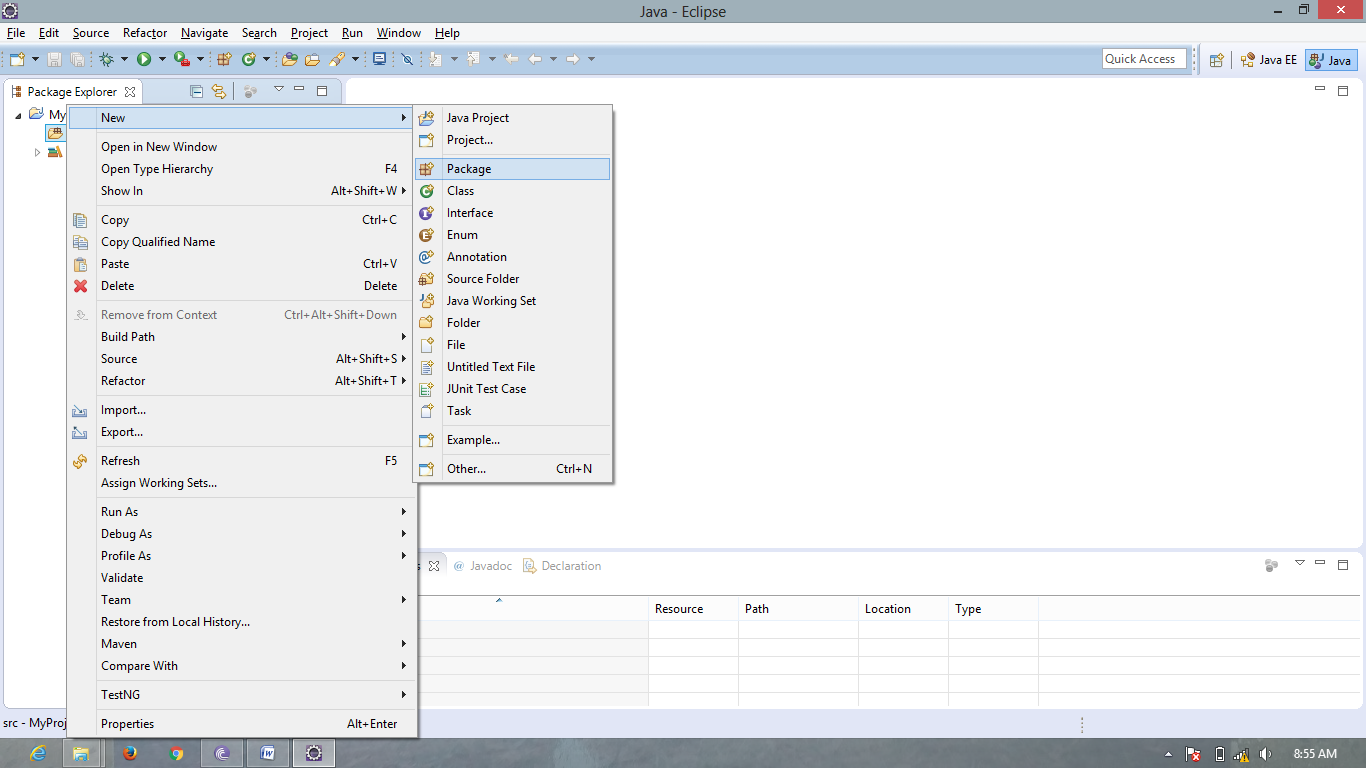 Java - Eclipse
File Edit Source Refactor Navigate Search Project Run Window Help
Quick Access Java EE Java
Package Explorer
My
New
Open in New Window
Open Type Hierarchy F4
Show In Alt+Shift+W
Copy Ctrl+C
Copy Qualified Name
Paste Ctrl+V
Delete Delete
Remove from Context Ctrl+Alt+Shift+Down
Build Path
Source Alt+Shift+S
Refactor Alt+Shift+T
Import...
Export...
Refresh F5
Assign Working Sets...
Run As
Debug As
Profile As
Validate
Team
Restore from Local History...
Maven
Compare With
TestNG
Properties Alt+Enter
Java Project
Project...
Package
Class
Interface
Enum
Annotation
Source Folder
Java Working Set
Folder
File
Untitled Text File
JUnit Test Case
Task
Example...
Other... Ctrl+N
s @ Javadoc Declaration
Resource Path Location Type
src - MyProj
8:55 AM